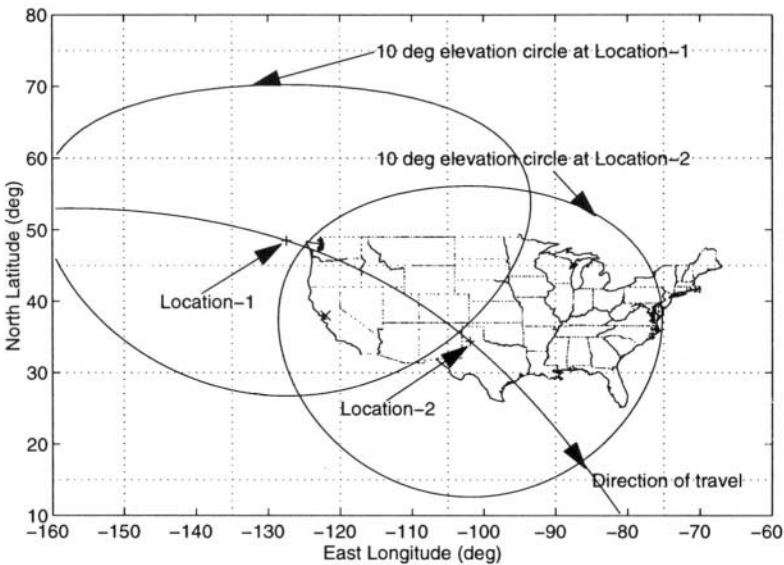 80
10 deg elevation circle at Location-1
70
60
10 deg elevation circle at Location-2
50
North Latitude (deg)
40
Location-1
30
Location-2
20
Direction of travel
10
-160 -150 -140 -130 -120 -110 -100 -90 -80 -70 -60
East Longitude (deg)